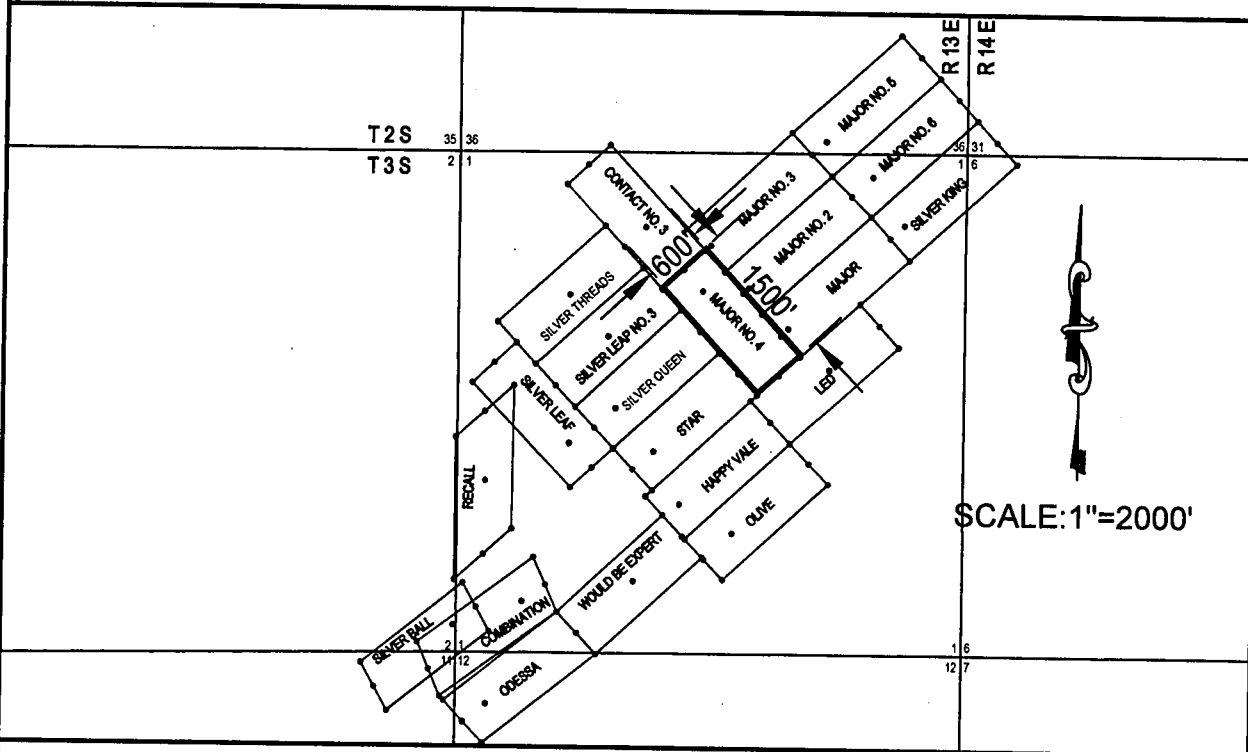 R 13 E
R 14 E
T 2 S
T 3 S
35 36
2 1
36 31
1 6
MAJOR NO. 5
MAJOR NO. 6
SILVER KING
CONTACT NO. 3
MAJOR NO. 3
MAJOR NO. 2
MAJOR
600'
1500'
MAJOR NO. 4
SILVER THREADS
SILVER LEAP NO. 3
SILVER QUEEN
SILVER LEAF
STAR
LED
HAPPY VALE
OLIVE
RECALL
WOULD BE EXPERT
SILVER BALL
COMBINATION
ODESSA
2 1
11 12
1 6
12 7
SCALE:1"=2000'